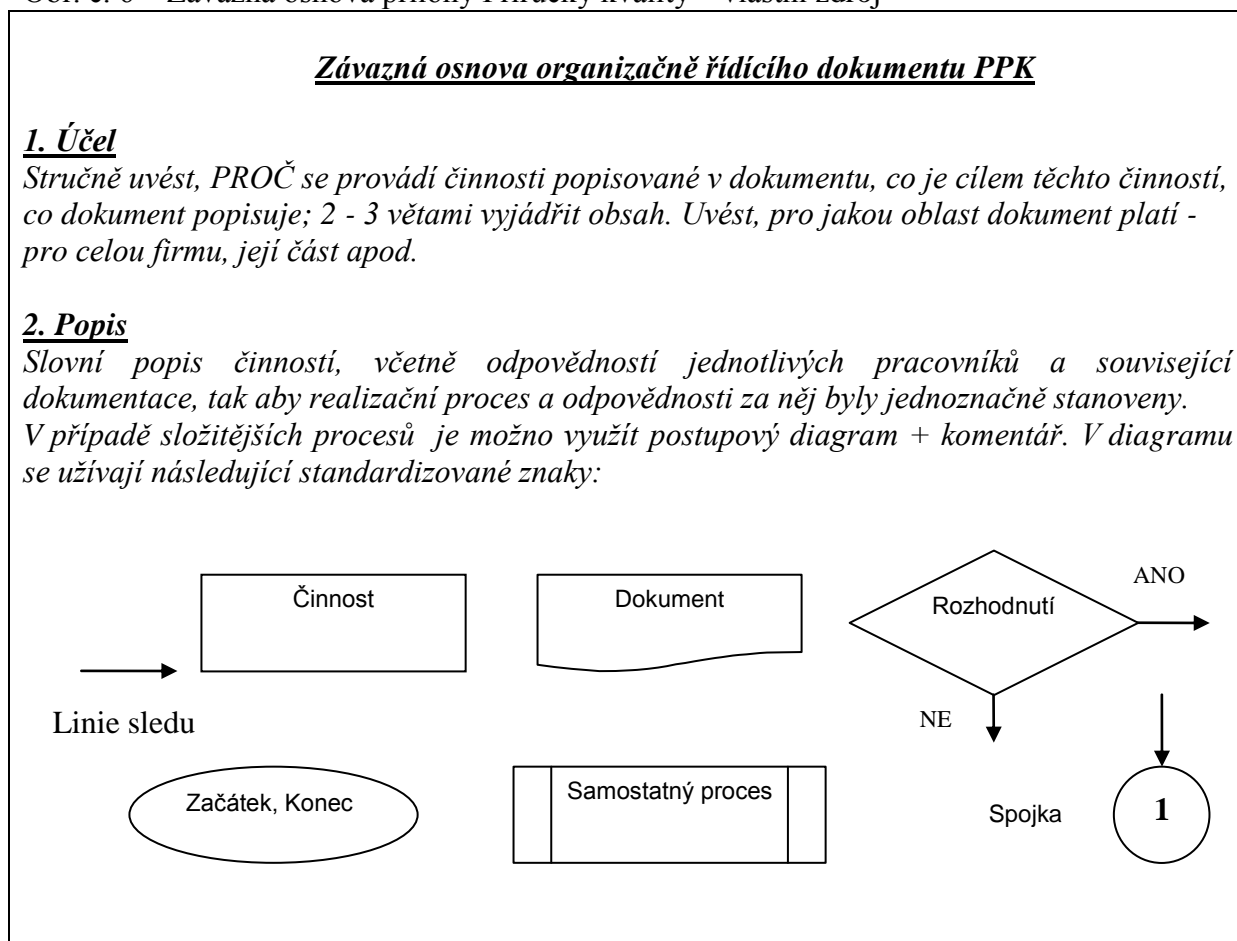 Závazná osnova organizačně řídícího dokumentu PPK
1. Účel
Stručně uvést, PROČ se provádí činnosti popisované v dokumentu, co je cílem těchto činností,
co dokument popisuje; 2 - 3 větami vyjádřit obsah. Uvést, pro jakou oblast dokument platí -
pro celou firmu, její část apod.
2. Popis
Slovní popis činností, včetně odpovědností jednotlivých pracovníků a související
dokumentace, tak aby realizační proces a odpovědnosti za něj byly jednoznačně stanoveny.
V případě složitějších procesů je možno využít postupový diagram + komentář. V diagramu
se užívají následující standardizované znaky:
Činnost
Dokument
Rozhodnutí
ANO
Linie sledu
NE
Začátek, Konec
Samostatný proces
Spojka
1